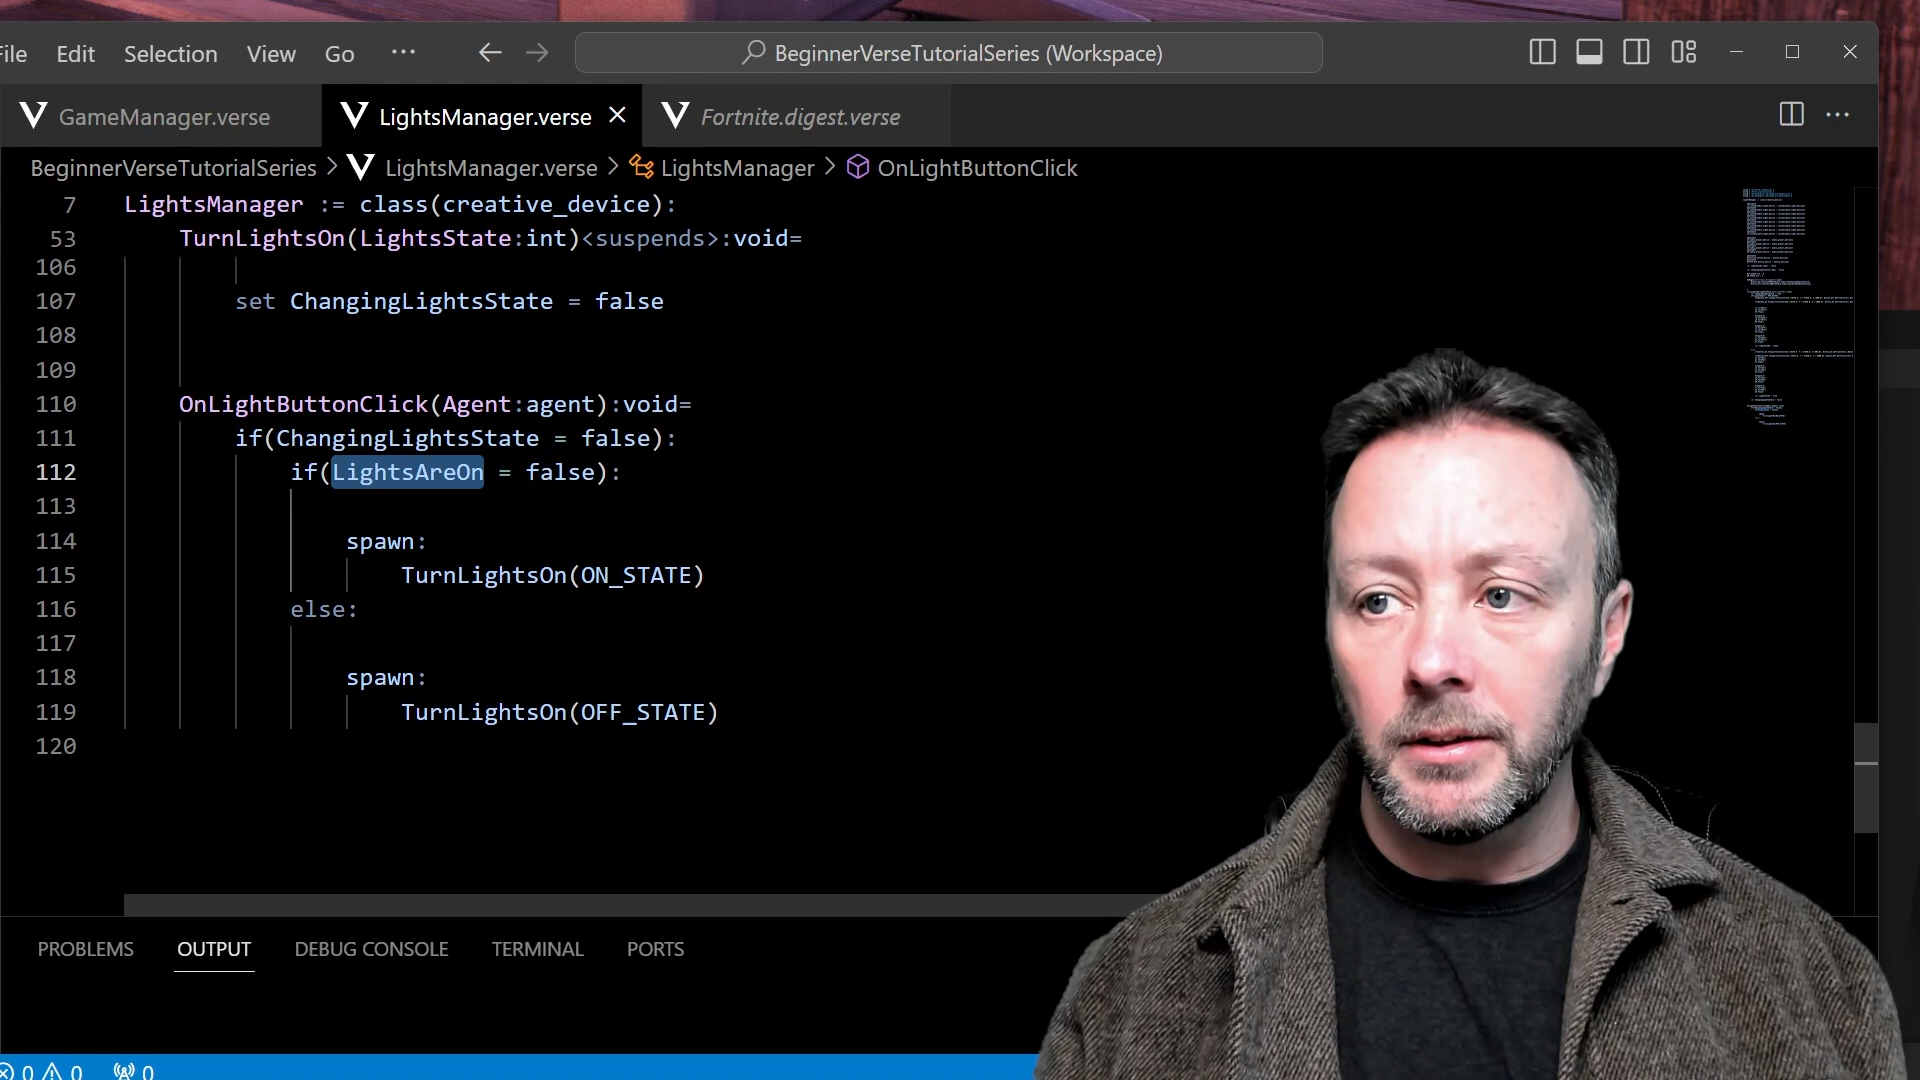 File Edit Selection View Go ··· BeginnerVerseTutorialSeries (Workspace)
GameManager.verse LightsManager.verse Fortnite.digest.verse
BeginnerVerseTutorialSeries > LightsManager.verse > LightsManager > OnLightButtonClick
7 LightsManager := class(creative_device):
53 TurnLightsOn(LightsState:int)<suspends>:void=
106
107 set ChangingLightsState = false
108
109
110 OnLightButtonClick(Agent:agent):void=
111 if(ChangingLightsState = false):
112 if(LightsAreOn = false):
113
114 spawn:
115 TurnLightsOn(ON_STATE)
116 else:
117
118 spawn:
119 TurnLightsOn(OFF_STATE)
120
PROBLEMS OUTPUT DEBUG CONSOLE TERMINAL PORTS
0 0 0